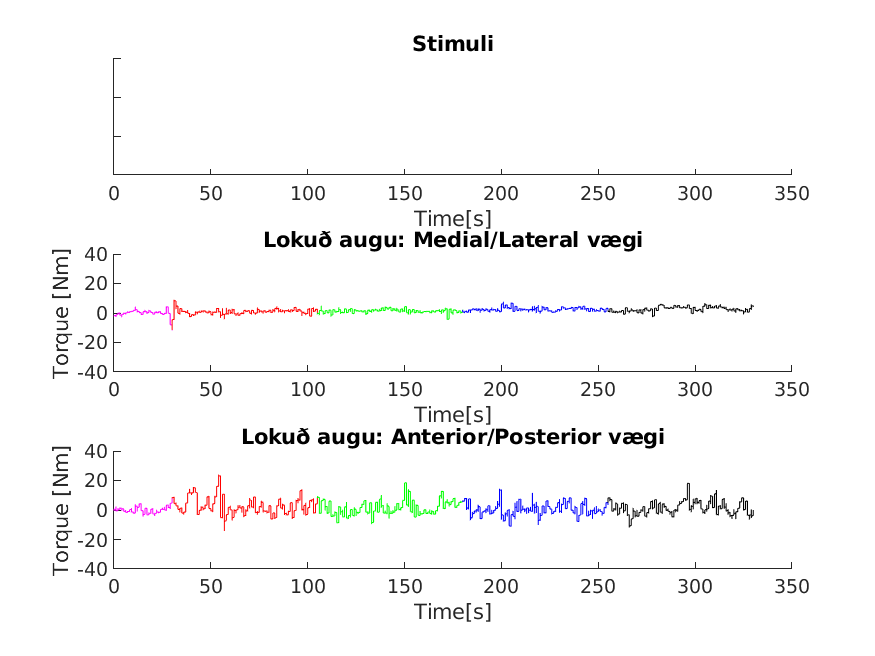 Stimuli
0 50 100 150 200 250 300 350
Time[s]
Lokuð augu: Medial/Lateral vægi
Torque [Nm]
40
20
0
-20
-40
0 50 100 150 200 250 300 350
Time[s]
Lokuð augu: Anterior/Posterior vægi
Torque [Nm]
40
20
0
-20
-40
0 50 100 150 200 250 300 350
Time[s]